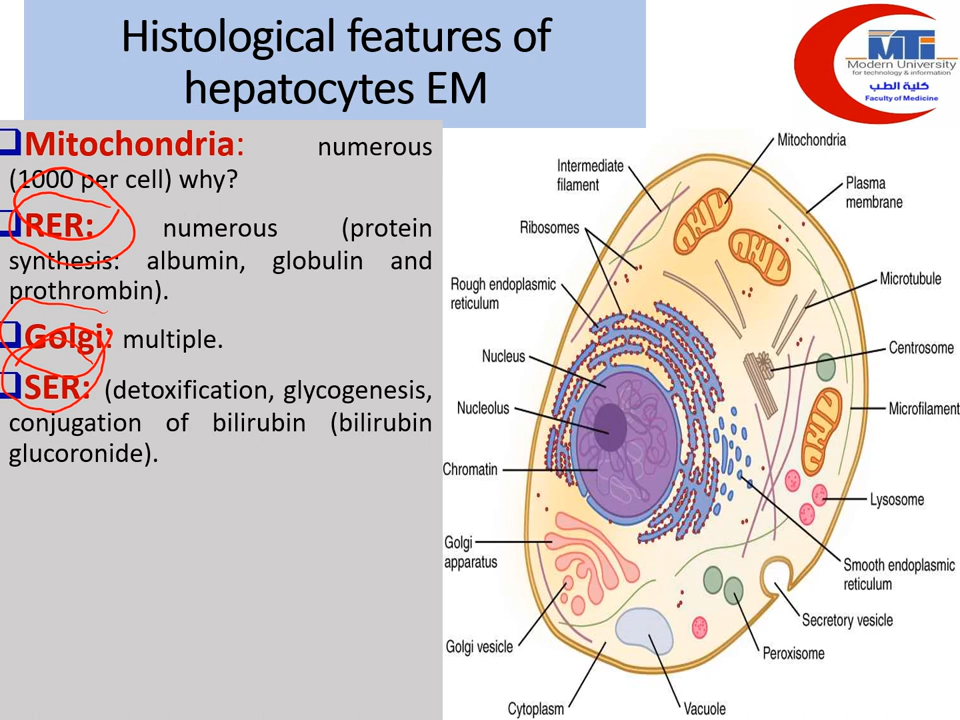 Histological features of
hepatocytes EM
MTI
Modern University
for technology & information
كلية الطب
Faculty of Medicine
Mitochondria: numerous
(1000 per cell) why?
RER: numerous (protein
synthesis: albumin, globulin and
prothrombin).
Golgi: multiple.
SER: (detoxification, glycogenesis,
conjugation of bilirubin (bilirubin
glucoronide).
Mitochondria
Intermediate
filament
Plasma
membrane
Ribosomes
Microtubule
Rough endoplasmic
reticulum
Centrosome
Nucleus
Nucleolus
Microfilament
Chromatin
Lysosome
Golgi
apparatus
Smooth endoplasmic
reticulum
Secretory vesicle
Golgi vesicle
Peroxisome
Cytoplasm
Vacuole